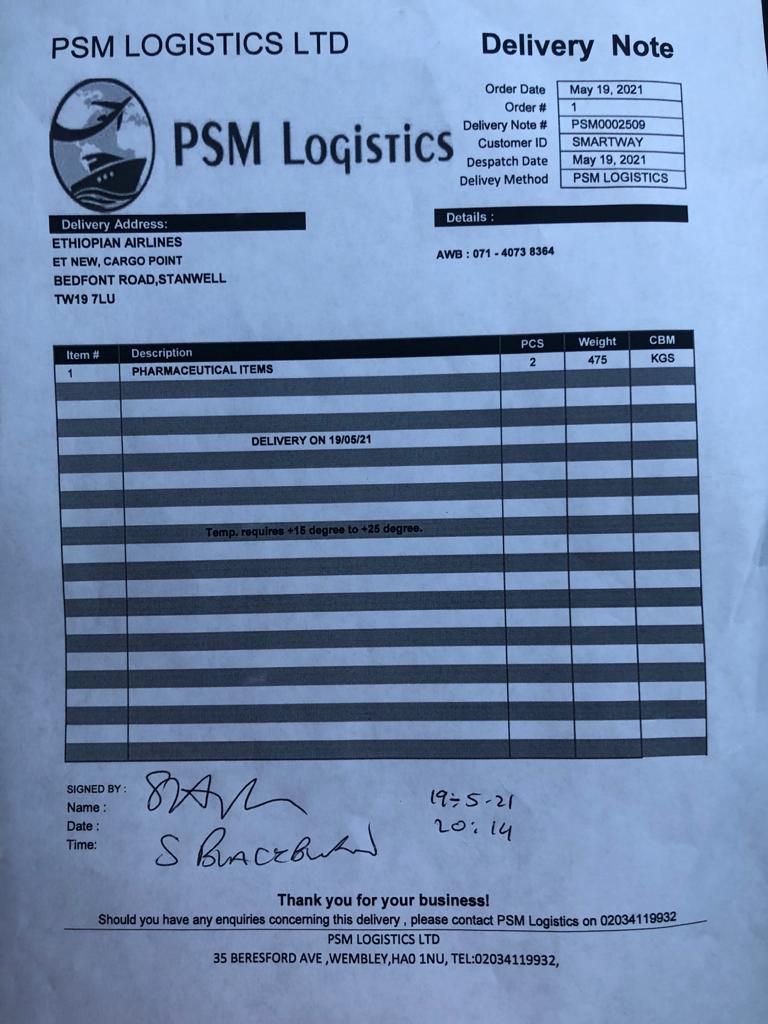 PSM LOGISTICS LTD
Delivery Note
PSM Logistics
Order Date May 19, 2021
Order # 1
Delivery Note # PSM0002509
Customer ID SMARTWAY
Despatch Date May 19, 2021
Delivey Method PSM LOGISTICS
Delivery Address:
ETHIOPIAN AIRLINES
ET NEW, CARGO POINT
BEDFONT ROAD,STANWELL
TW19 7LU
Details :
AWB : 071 - 4073 8364
Item # Description PCS Weight CBM
1 PHARMACEUTICAL ITEMS 2 475 KGS
DELIVERY ON 19/05/21
Temp. requires +15 degree to +25 degree.
SIGNED BY :
Name :
Date :
Time:
S BLACKBURN
19-5-21
20:14
Thank you for your business!
Should you have any enquiries concerning this delivery , please contact PSM Logistics on 02034119932
PSM LOGISTICS LTD
35 BERESFORD AVE ,WEMBLEY,HA0 1NU, TEL:02034119932,